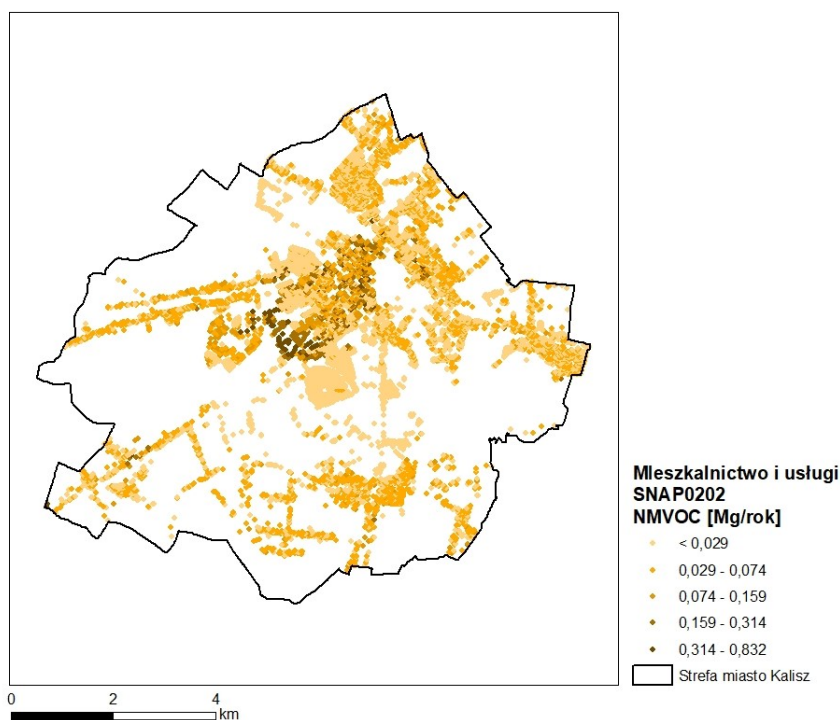 Mieszkalnictwo i usługi
SNAP0202
NMVOC [Mg/rok]
< 0,029
0,029 - 0,074
0,074 - 0,159
0,159 - 0,314
0,314 - 0,832
Strefa miasto Kalisz
0 2 4
km